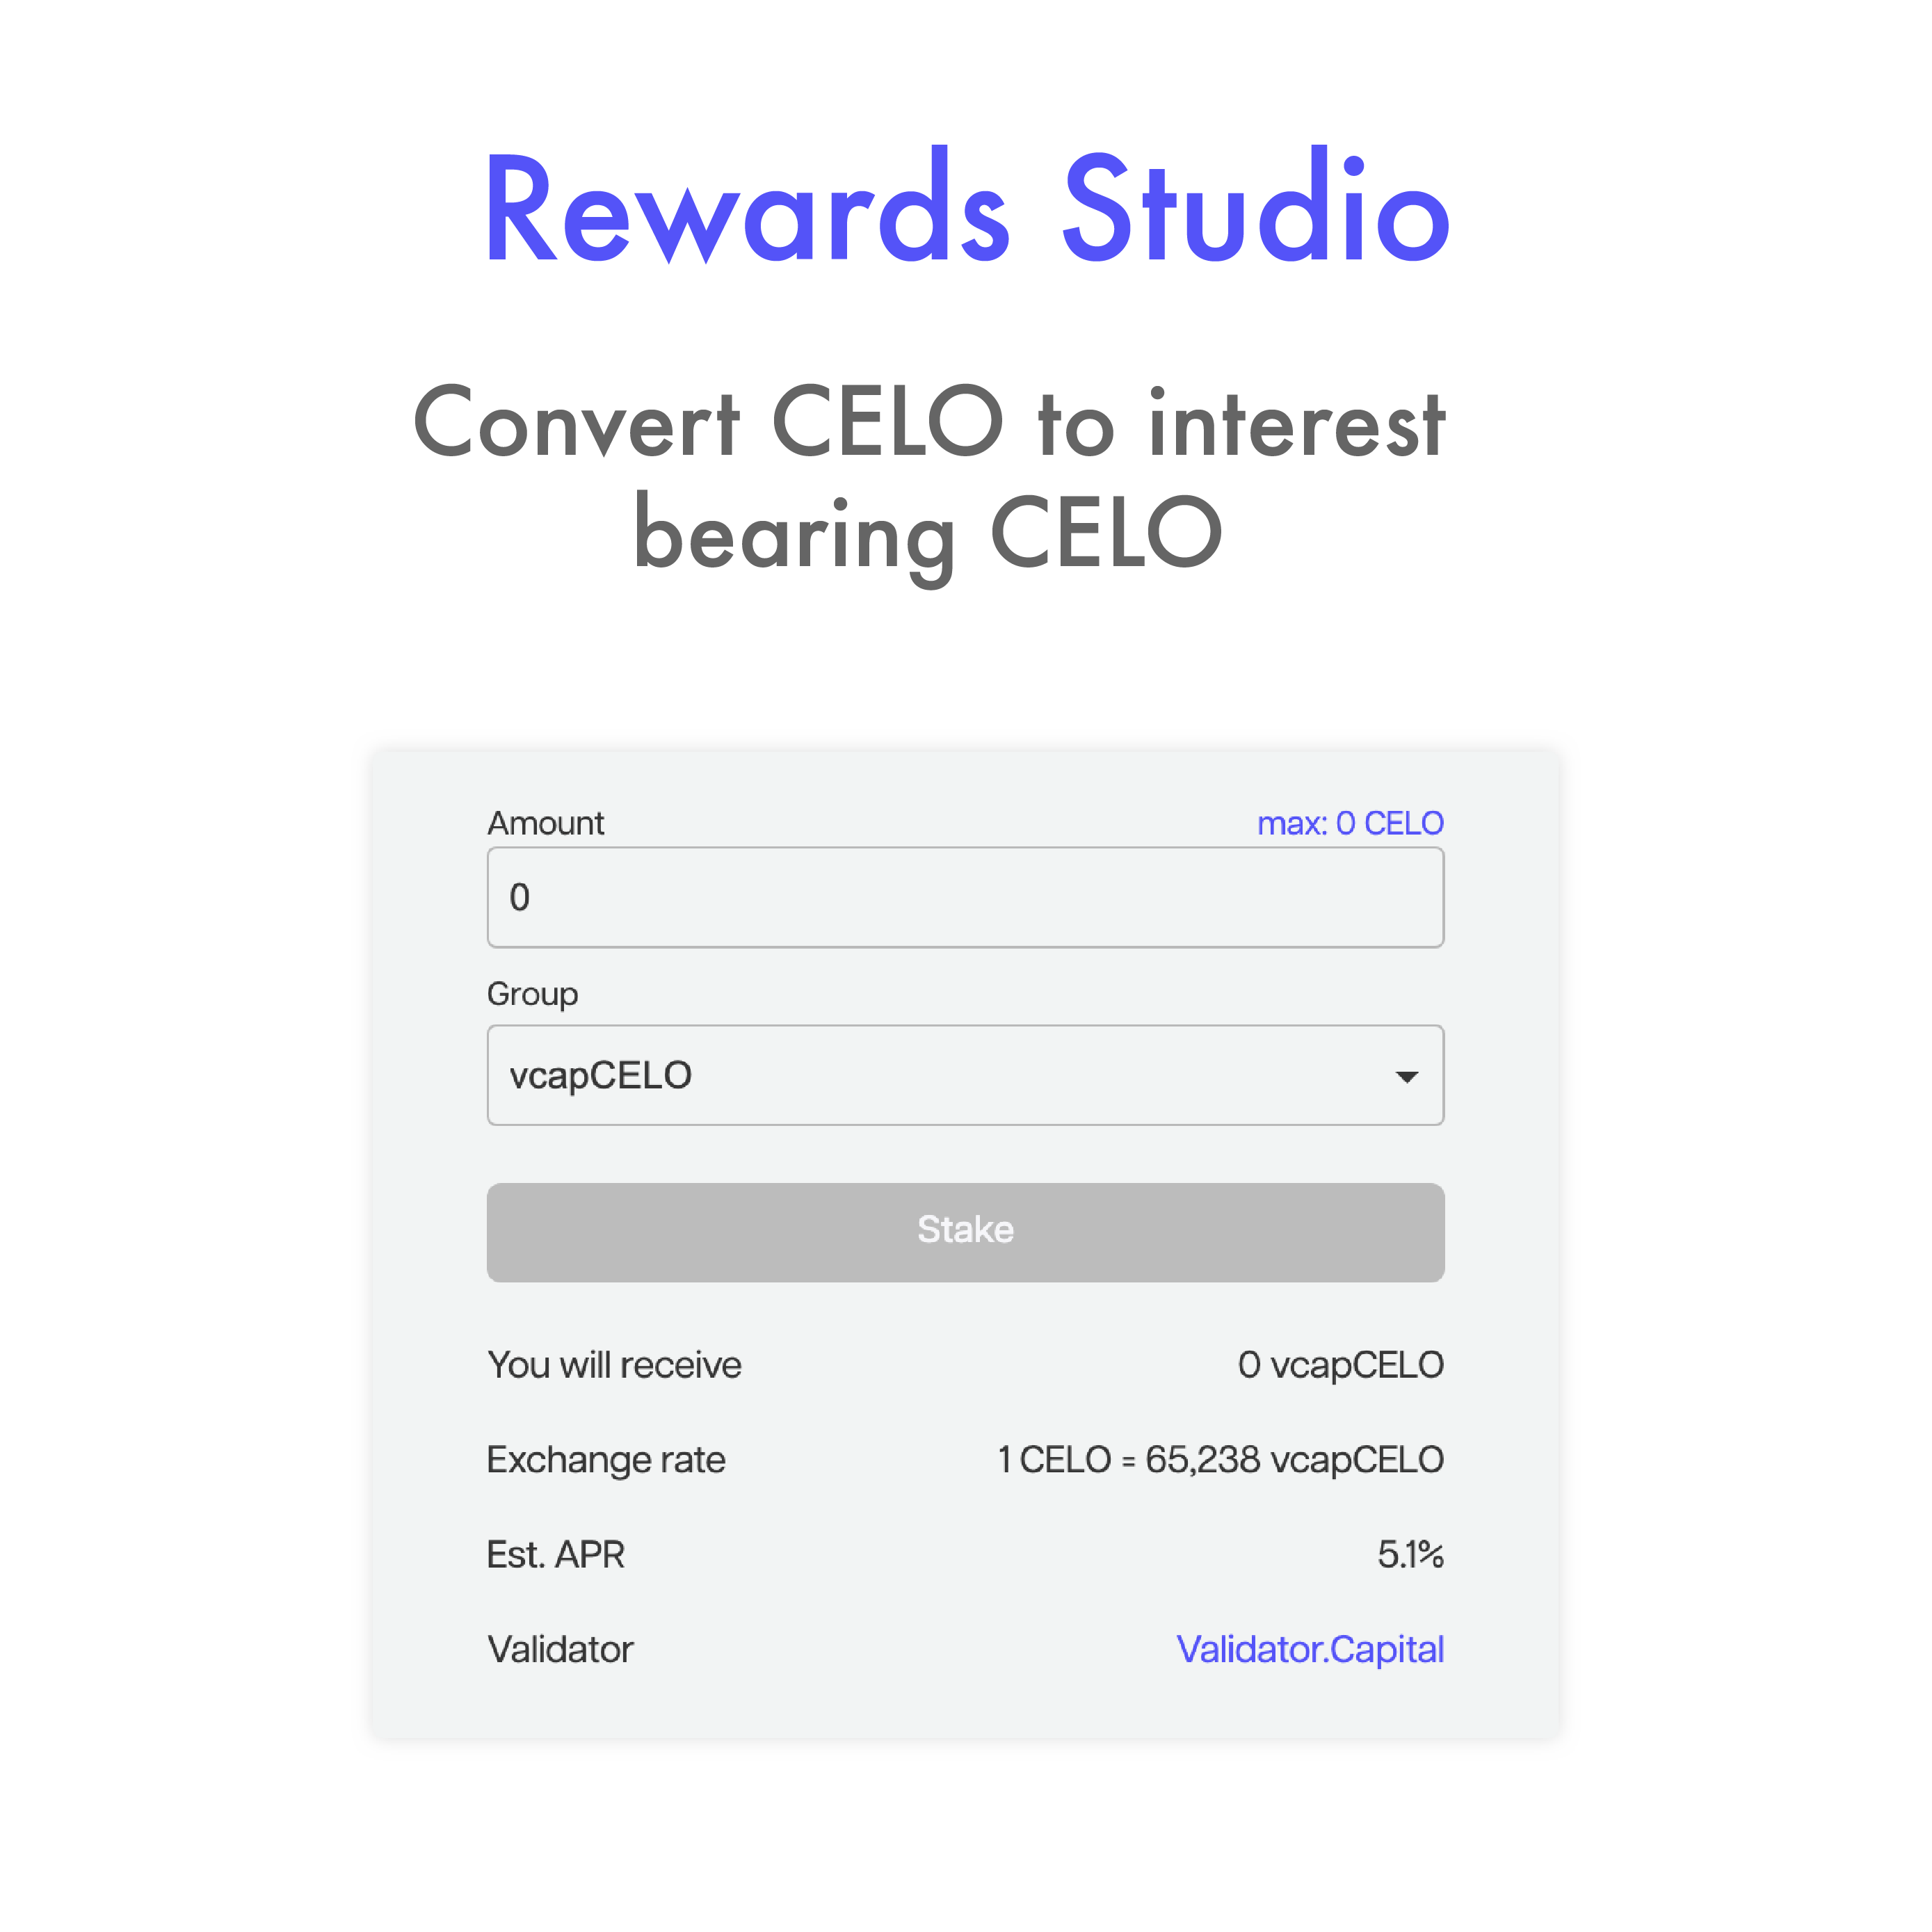 Rewards Studio
Convert CELO to interest
bearing CELO
Amount max: 0 CELO
0
Group
vcapCELO
Stake
You will receive 0 vcapCELO
Exchange rate 1 CELO = 65,238 vcapCELO
Est. APR 5.1%
Validator Validator.Capital